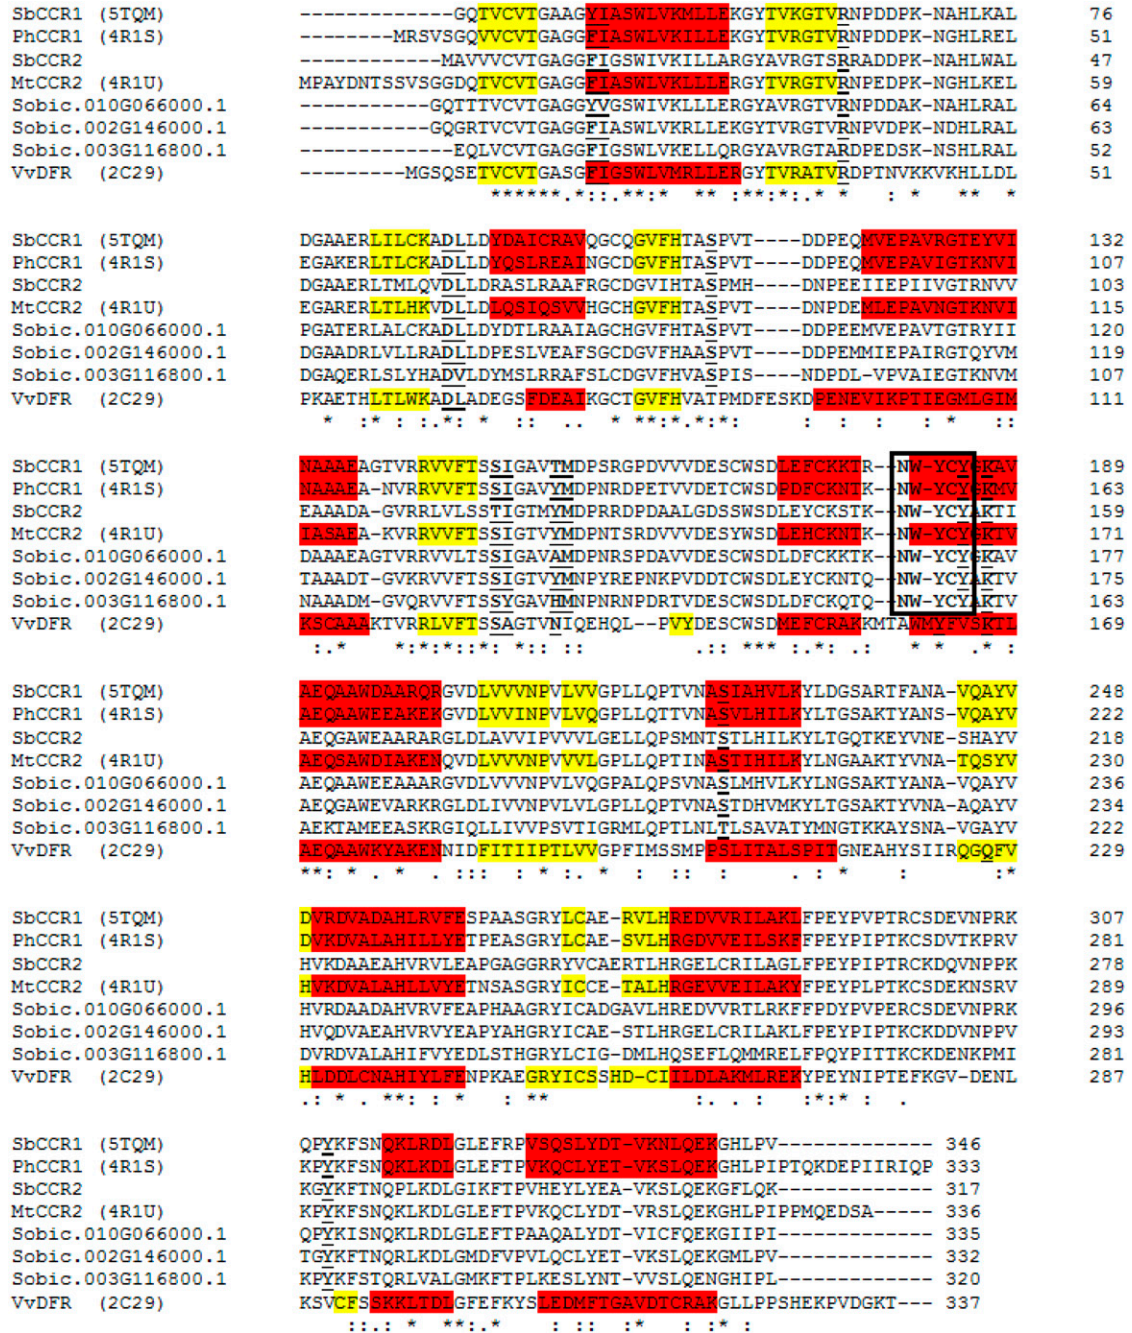 SbCCR1 (5TQM) -------------GQTVCVTGAAGYIASWLVKMLLEKGYTVKGTVRNPDDPK-NAHLKAL 76
PhCCR1 (4R1S) --------MRSVSGQVVCVTGAGGFIASWLVKILLEKGYTVRGTVRNPDDPK-NGHLREL 51
SbCCR2 ------------MAVVVCVTGAGGFIGSWIVKILLARGYAVRGTSRRADDPK-NAHLWAL 47
MtCCR2 (4R1U) MPAYDNTSSVSGGDQTVCVTGAGGFIASWLVKLLLERGYTVRGTVRNPEDPK-NGHLKEL 59
Sobic.010G066000.1 -----------GQTTTVCVTGAGGYVGSWIVKLLLERGYAVRGTVRNPDDAK-NAHLRAL 64
Sobic.002G146000.1 -----------GQGRTVCVTGAGGFIASWLVKRLLEKGYTVRGTVRNPVDPK-NDHLRAL 63
Sobic.003G116800.1 -------------EQLVCVTGAGGFIGSWLVKELLQRGYAVRGTARDPEDSK-NSHLRAL 52
VvDFR (2C29) ---------MGSQSETVCVTGASGFIGSWLVMRLLERGYTVRATVRDPTNVKKVKHLLDL 51
******.*::.**:* ** :**:*:.* * : * ** *
SbCCR1 (5TQM) DGAAERLILCKADLLDYDAICRAVQGCQGVFHTASPVT----DDPEQMVEPAVRGTEYVI 132
PhCCR1 (4R1S) EGAKERLTLCKADLLDYQSLREAINGCDGVFHTASPVT----DDPEQMVEPAVIGTKNVI 107
SbCCR2 DGAAERLTMLQVDLLDRASLRAAFRGCDGVIHTASPMH----DNPEEIIEPIIVGTRNVV 103
MtCCR2 (4R1U) EGARERLTLHKVDLLDLQSIQSVVHGCHGVFHTASPVT----DNPDEMLEPAVNGTKNVI 115
Sobic.010G066000.1 PGATERLALCKADLLDYDTLRAAIAGCHGVFHTASPVT----DDPEEMVEPAVTGTRYII 120
Sobic.002G146000.1 DGAADRLVLLRADLLDPESLVEAFSGCDGVFHAASPVT----DDPEMMIEPAIRGTQYVM 119
Sobic.003G116800.1 DGAQERLSLYHADVLDYMSLRRAFSLCDGVFHVASPIS----NDPDL-VPVAIEGTKNVM 107
VvDFR (2C29) PKAETHLTLWKADLADEGSFDEAIKGCTGVFHVATPMDFESKDPENEVIKPTIEGMLGIM 111
* :* : :.*: * :: .. * **:*.*:*: : : : * ::
SbCCR1 (5TQM) NAAAEAGTVRRVVFTSSIGAVTMDPSRGPDVVVDESCWSDLEFCKKTR--NW-YCYGKAV 189
PhCCR1 (4R1S) NAAAEA-NVRRVVFTSSIGAVYMDPNRDPETVVDETCWSDPDFCKNTK--NW-YCYGKMV 163
SbCCR2 EAAADA-GVRRLVLSSTIGTMYMDPRRDPDAALGDSSWSDLEYCKSTK--NW-YCYAKTI 159
MtCCR2 (4R1U) IASAEA-KVRRVVFTSSIGTVYMDPNTSRDVVVDESYWSDLEHCKNTK--NW-YCYGKTV 171
Sobic.010G066000.1 DAAAEAGTVRRVVLTSSIGAVAMDPNRSPDAVVDESCWSDLDFCKKTK--NW-YCYGKAV 177
Sobic.002G146000.1 TAAADT-GVKRVVFTSSIGTVYMNPYREPNKPVDDTCWSDLEYCKNTQ--NW-YCYAKTV 175
Sobic.003G116800.1 NAAADM-GVQRVVFTSSYGAVHMNPNRNPDRTVDESCWSDLDFCKQTQ--NW-YCYAKTV 163
VvDFR (2C29) KSCAAAKTVRRLVFTSSAGTVNIQEHQL--PVYDESCWSDMEFCRAKKMTAWMYFVSKTL 169
:.* *:*:*::*: *:: :: .:: *** :.*: .: * * .* :
SbCCR1 (5TQM) AEQAAWDAARQRGVDLVVVNPVLVVGPLLQPTVNASIAHVLKYLDGSARTFANA-VQAYV 248
PhCCR1 (4R1S) AEQAAWEEAKEKGVDLVVINPVLVQGPLLQTTVNASVLHILKYLTGSAKTYANS-VQAYV 222
SbCCR2 AEQGAWEAARARGLDLAVVIPVVVLGELLQPSMNTSTLHILKYLTGQTKEYVNE-SHAYV 218
MtCCR2 (4R1U) AEQSAWDIAKENQVDLVVVNPVVVLGPLLQPTINASTIHILKYLNGAAKTYVNA-TQSYV 230
Sobic.010G066000.1 AEQAAWEEAAARGVDLVVVNPVLVQGPALQPSVNASLMHVLKYLNGSAKTYANA-VQAYV 236
Sobic.002G146000.1 AEQGAWEVARKRGLDLIVVNPVLVLGPLLQPTVNASTDHVMKYLTGSAKTYVNA-AQAYV 234
Sobic.003G116800.1 AEKTAMEEASKRGIQLLIVVPSVTIGRMLQPTLNLTLSAVATYMNGTKKAYSNA-VGAYV 222
VvDFR (2C29) AEQAAWKYAKENNIDFITIIPTLVVGPFIMSSMPPSLITALSPITGNEAHYSIIRQGQFV 229
**: * . * . ::: : * :. * : :: : . : * : :*
SbCCR1 (5TQM) DVRDVADAHLRVFESPAASGRYLCAE-RVLHREDVVRILAKLFPEYPVPTRCSDEVNPRK 307
PhCCR1 (4R1S) DVKDVALAHILLYETPEASGRYLCAE-SVLHRGDVVEILSKFFPEYPIPTKCSDVTKPRV 281
SbCCR2 HVKDAAEAHVRVLEAPGAGGRRYVCAERTLHRGELCRILAGLFPEYPIPTRCKDQVNPPK 278
MtCCR2 (4R1U) HVKDVALAHLLVYETNSASGRYICCE-TALHRGEVVEILAKYFPEYPLPTKCSDEKNSRV 289
Sobic.010G066000.1 HVRDAADAHVRVFEAPHAAGRYICADGAVLHREDVVRTLRKFFPDYPVPERCSDEVNPRK 296
Sobic.002G146000.1 HVQDVAEAHVRVYEAPYAHGRYICAE-STLHRGELCRILAKLFPEYPIPTKCKDDVNPPV 293
Sobic.003G116800.1 DVRDVALAHIFVYEDLSTHGRYLCIG-DMLHQSEFLQMMRELFPQYPITTKCKDENKPMI 281
VvDFR (2C29) HLDDLCNAHIYLFENPKAEGRYICSSHD-CIILDLAKMLREKYPEYNIPTEFKGV-DENL 287
.: * . **: : * : ** :. . : :*:* : .
SbCCR1 (5TQM) QPYKFSNQKLRDLGLEFRPVSQSLYDT-VKNLQEKGHLPV------------- 346
PhCCR1 (4R1S) KPYKFSNQKLKDLGLEFTPVKQCLYET-VKSLQEKGHLPIPTQKDEPIIRIQP 333
SbCCR2 KGYKFTNQPLKDLGIKFTPVHEYLYEA-VKSLQEKGFLQK------------- 317
MtCCR2 (4R1U) KPYKFSNQKLKDLGLEFTPVKQCLYDT-VRSLQEKGHLPIPPMQEDSA----- 336
Sobic.010G066000.1 QPYKISNQKLRDLGLEFTPAAQALYDT-VICFQEKGIIPI------------- 335
Sobic.002G146000.1 TGYKFTNQRLKDLGMDFVPVLQCLYET-VKSLQEKGMLPV------------- 332
Sobic.003G116800.1 KPYKFSTQRLVALGMKFTPLKESLYNT-VVSLQENGHIPL------------- 320
VvDFR (2C29) KSVCFSSKKLTDLGFEFKYSLEDMFTGAVDTCRAKGLLPPSHEKPVDGKT--- 337
::.: * **:.* : :: :* : :* :